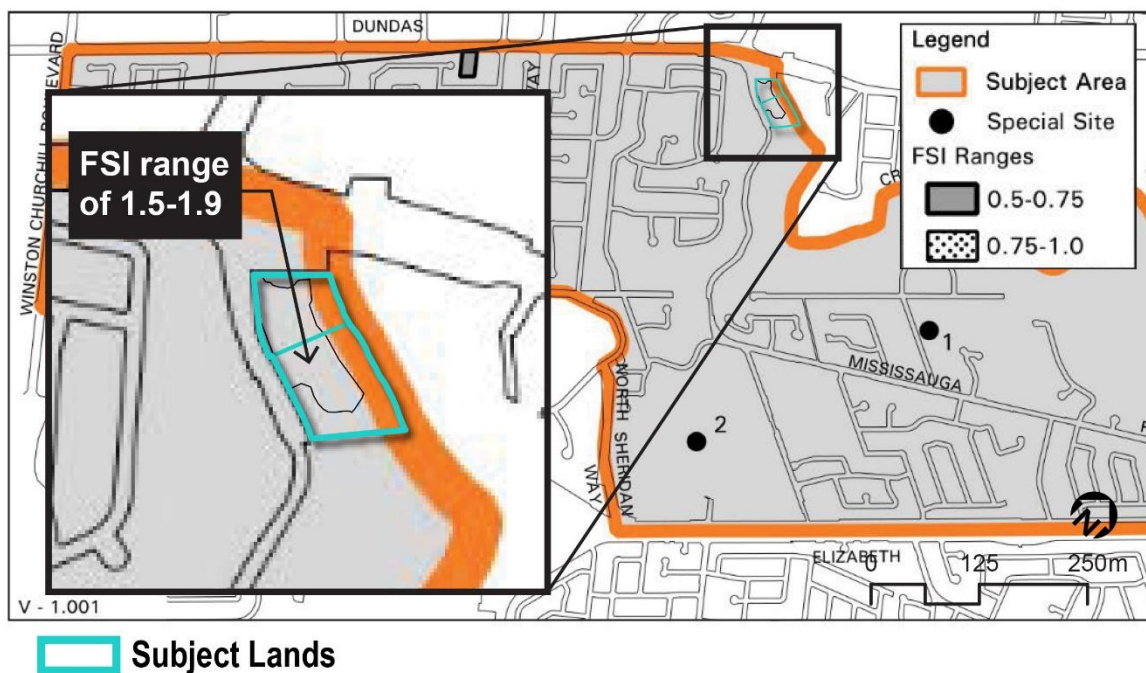 DUNDAS
WINSTON CHURCHILL BOULEVARD
WAY
FSI range
of 1.5-1.9
Legend
Subject Area
Special Site
FSI Ranges
0.5-0.75
0.75-1.0
1
MISSISSAUGA
2
NORTH SHERIDAN
WAY
N
ELIZABETH
0 125 250m
V - 1.001
Subject Lands